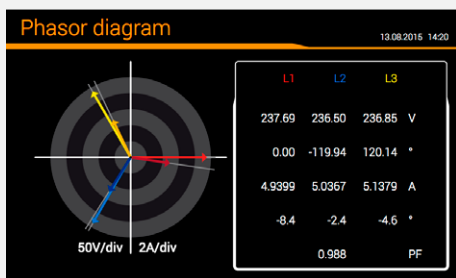 Phasor diagram
13.08.2015 14:20
L1 L2 L3
237.69 236.50 236.85 V
0.00 -119.94 120.14 °
4.9399 5.0367 5.1379 A
-8.4 -2.4 -4.6 °
50V/div 2A/div
0.988 PF